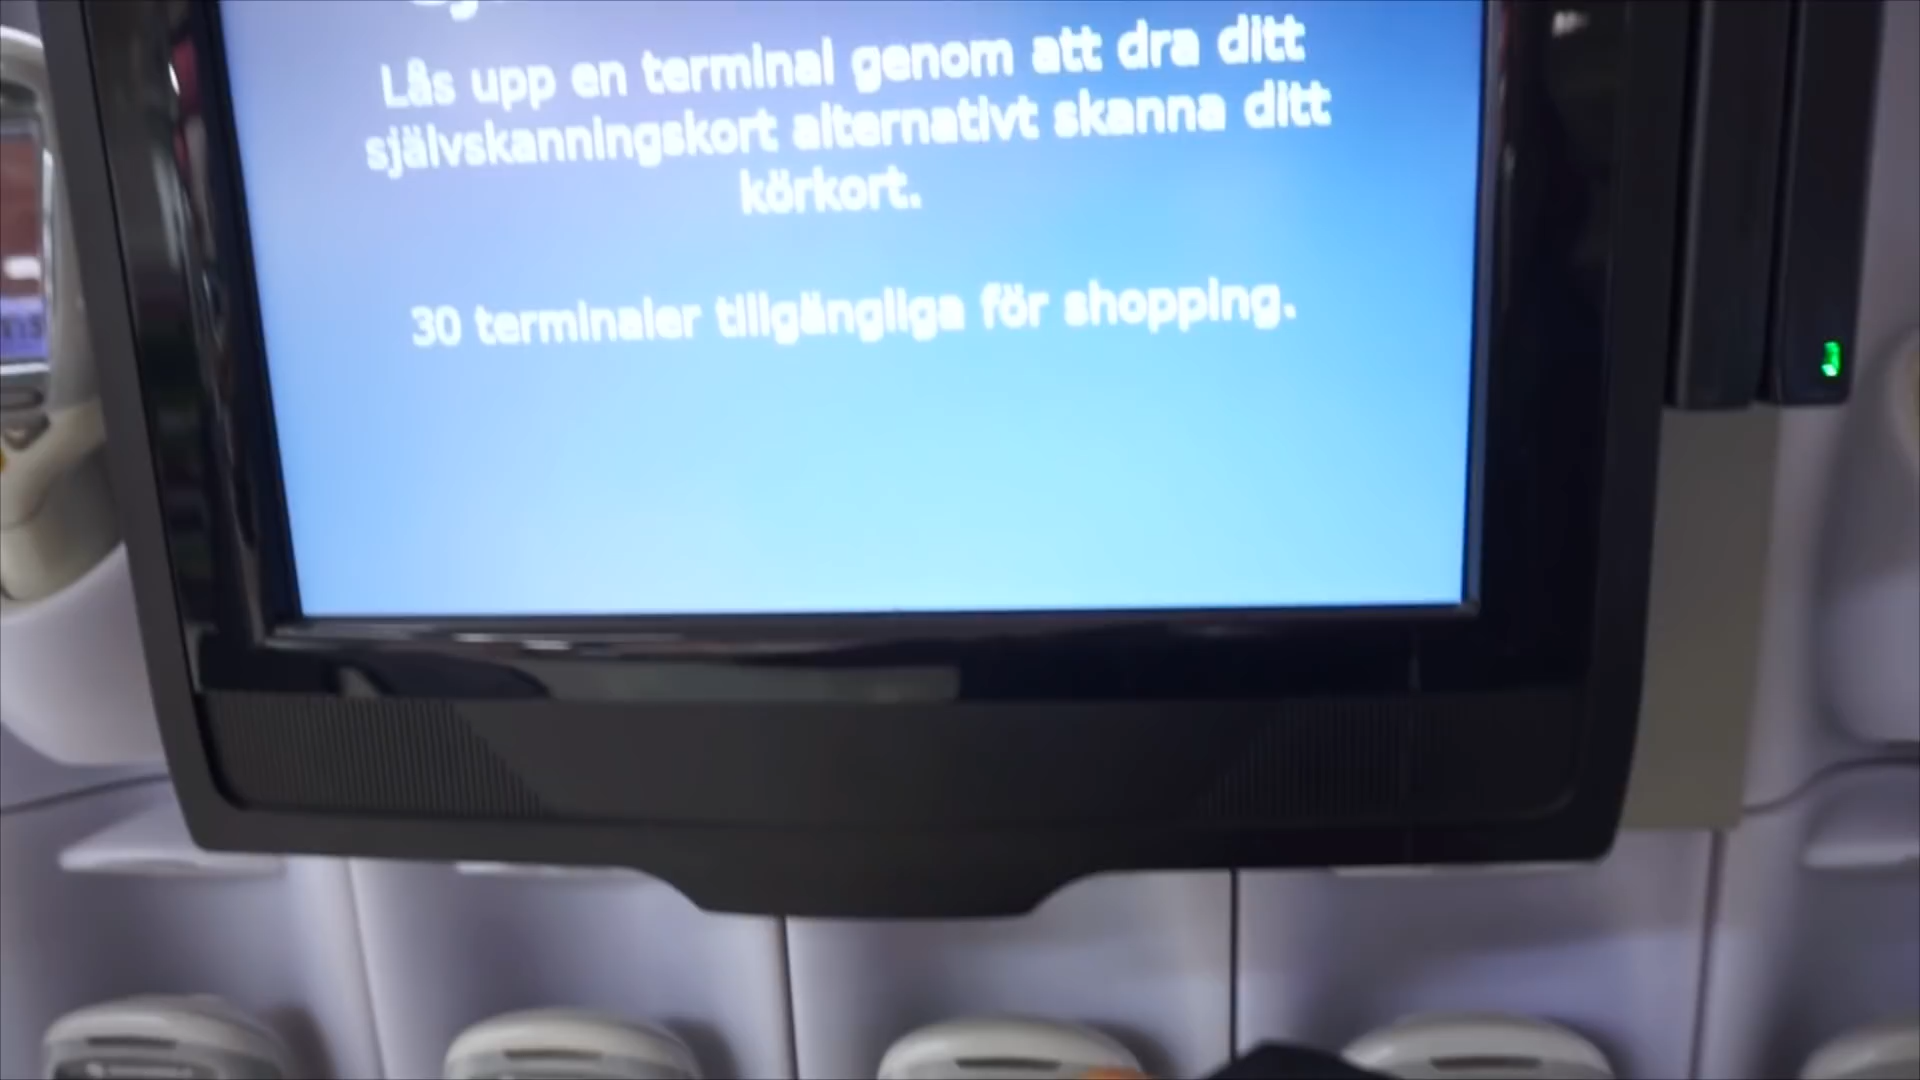 Lås upp en terminal genom att dra ditt
självskanningskort alternativt skanna ditt
körkort.
30 terminaler tillgängliga för shopping.